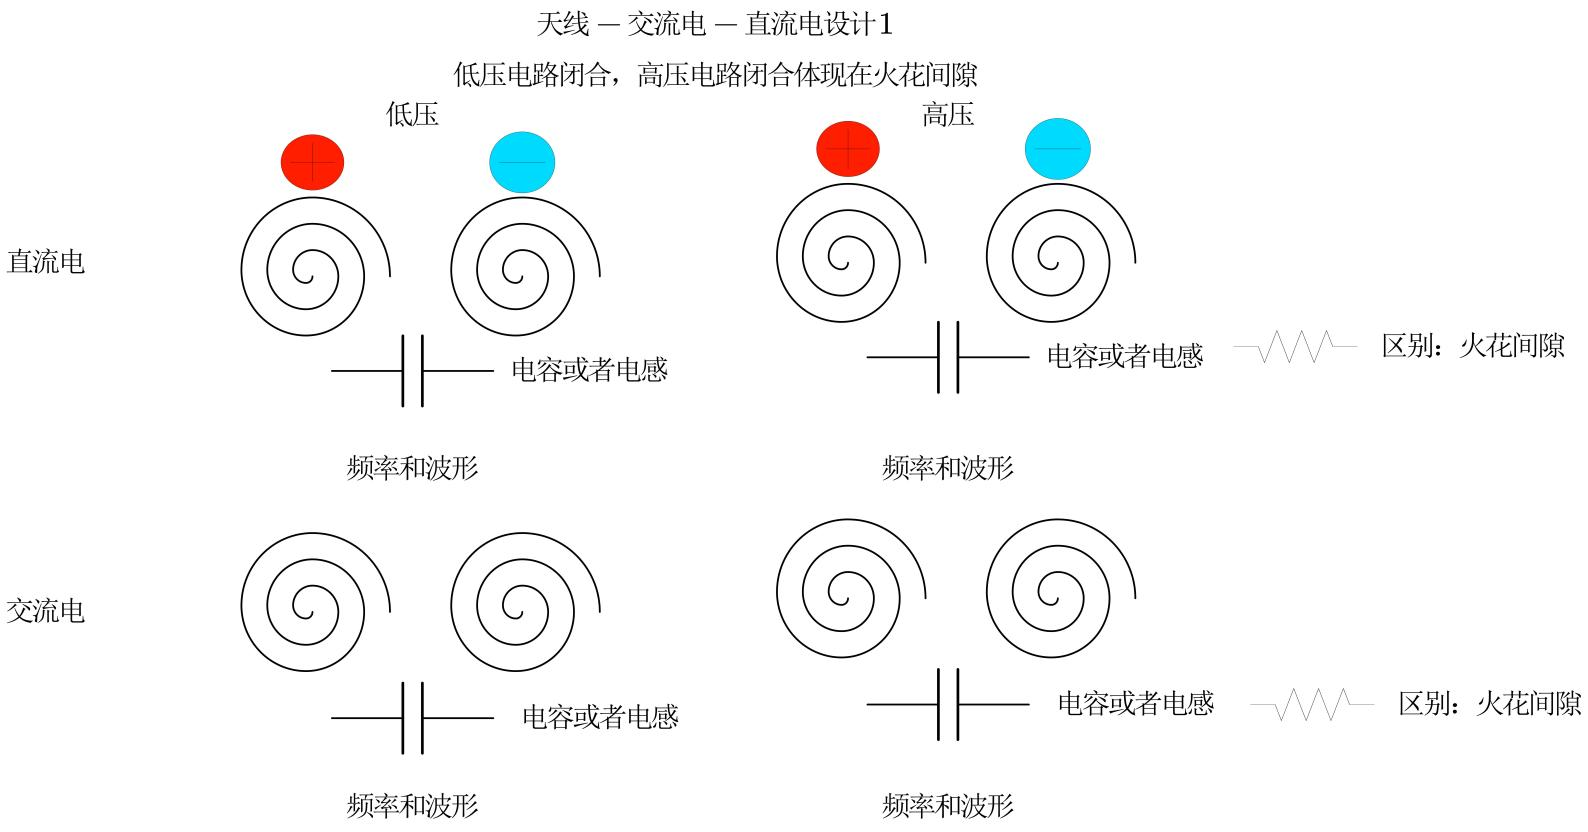 天线 — 交流电 — 直流电设计1
低压电路闭合，高压电路闭合体现在火花间隙
低压
高压
直流电
电容或者电感
电容或者电感
区别：火花间隙
频率和波形
频率和波形
交流电
电容或者电感
电容或者电感
区别：火花间隙
频率和波形
频率和波形